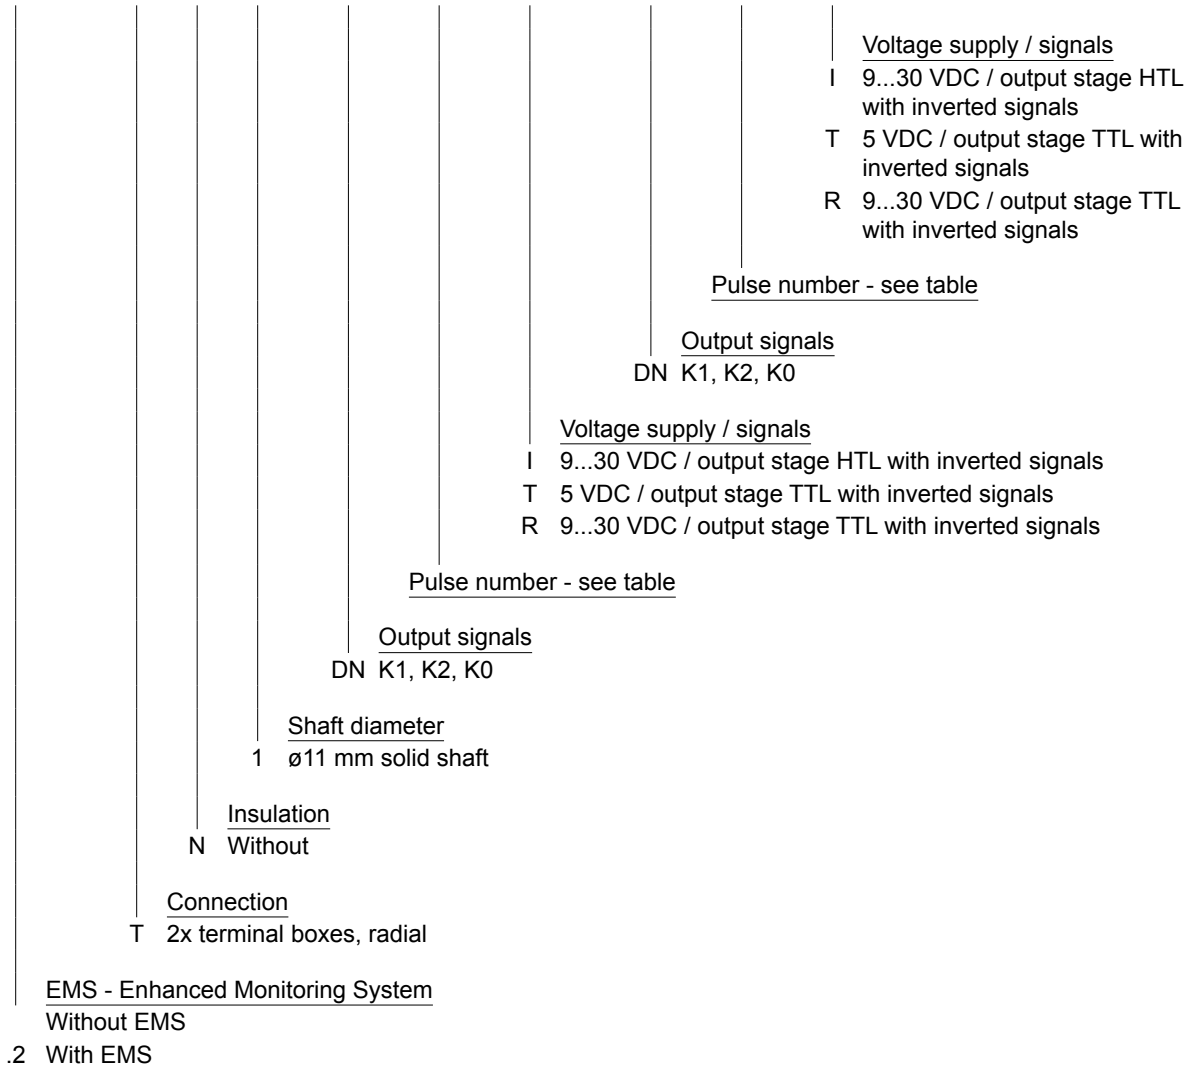 Voltage supply / signals
I 9...30 VDC / output stage HTL
with inverted signals
T 5 VDC / output stage TTL with
inverted signals
R 9...30 VDC / output stage TTL
with inverted signals
Pulse number - see table
Output signals
DN K1, K2, K0
Voltage supply / signals
I 9...30 VDC / output stage HTL with inverted signals
T 5 VDC / output stage TTL with inverted signals
R 9...30 VDC / output stage TTL with inverted signals
Pulse number - see table
Output signals
DN K1, K2, K0
Shaft diameter
1 ø11 mm solid shaft
Insulation
N Without
Connection
T 2x terminal boxes, radial
EMS - Enhanced Monitoring System
Without EMS
.2 With EMS